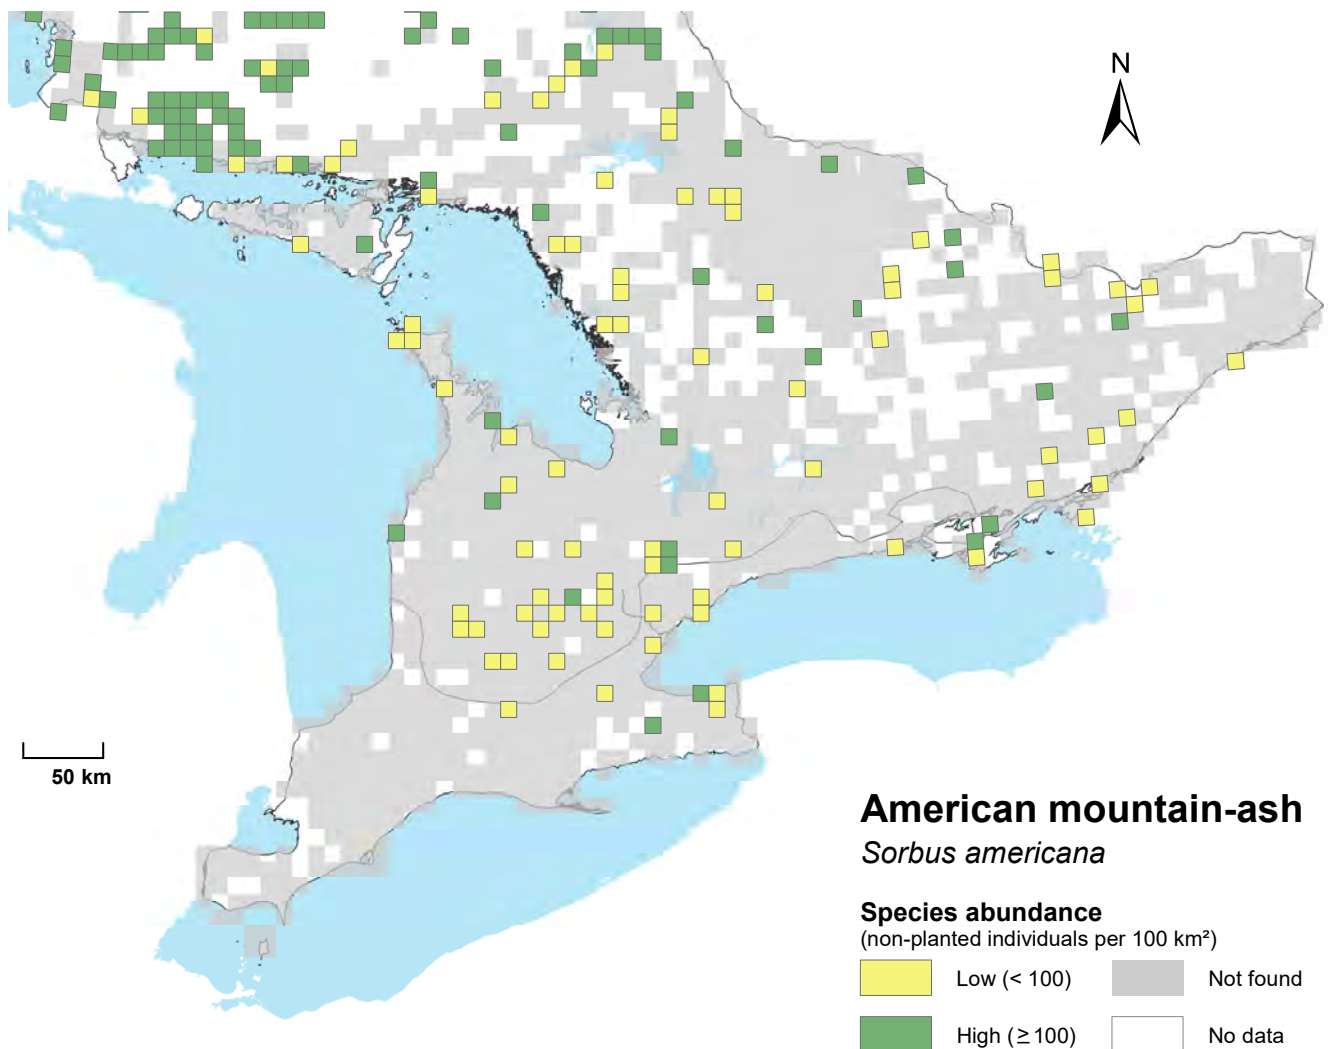 N
50 km
American mountain-ash
Sorbus americana
Species abundance
(non-planted individuals per 100 km²)
Low (< 100)
Not found
High (≥100)
No data